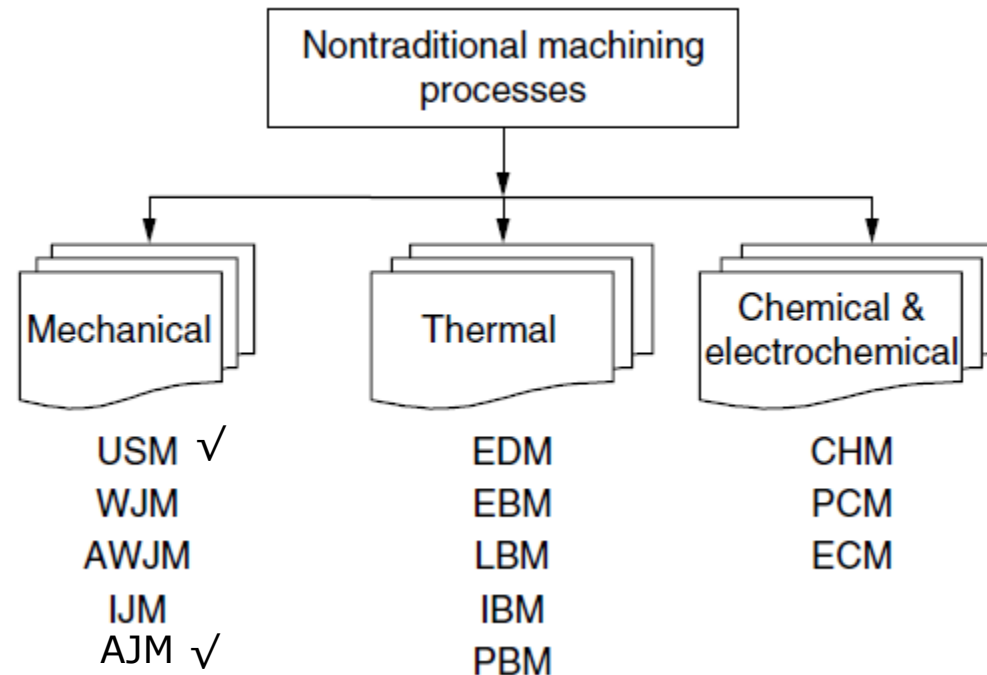 Nontraditional machining
processes
Mechanical
Thermal
Chemical &
electrochemical
USM √
WJM
AWJM
IJM
AJM √
EDM
EBM
LBM
IBM
PBM
CHM
PCM
ECM